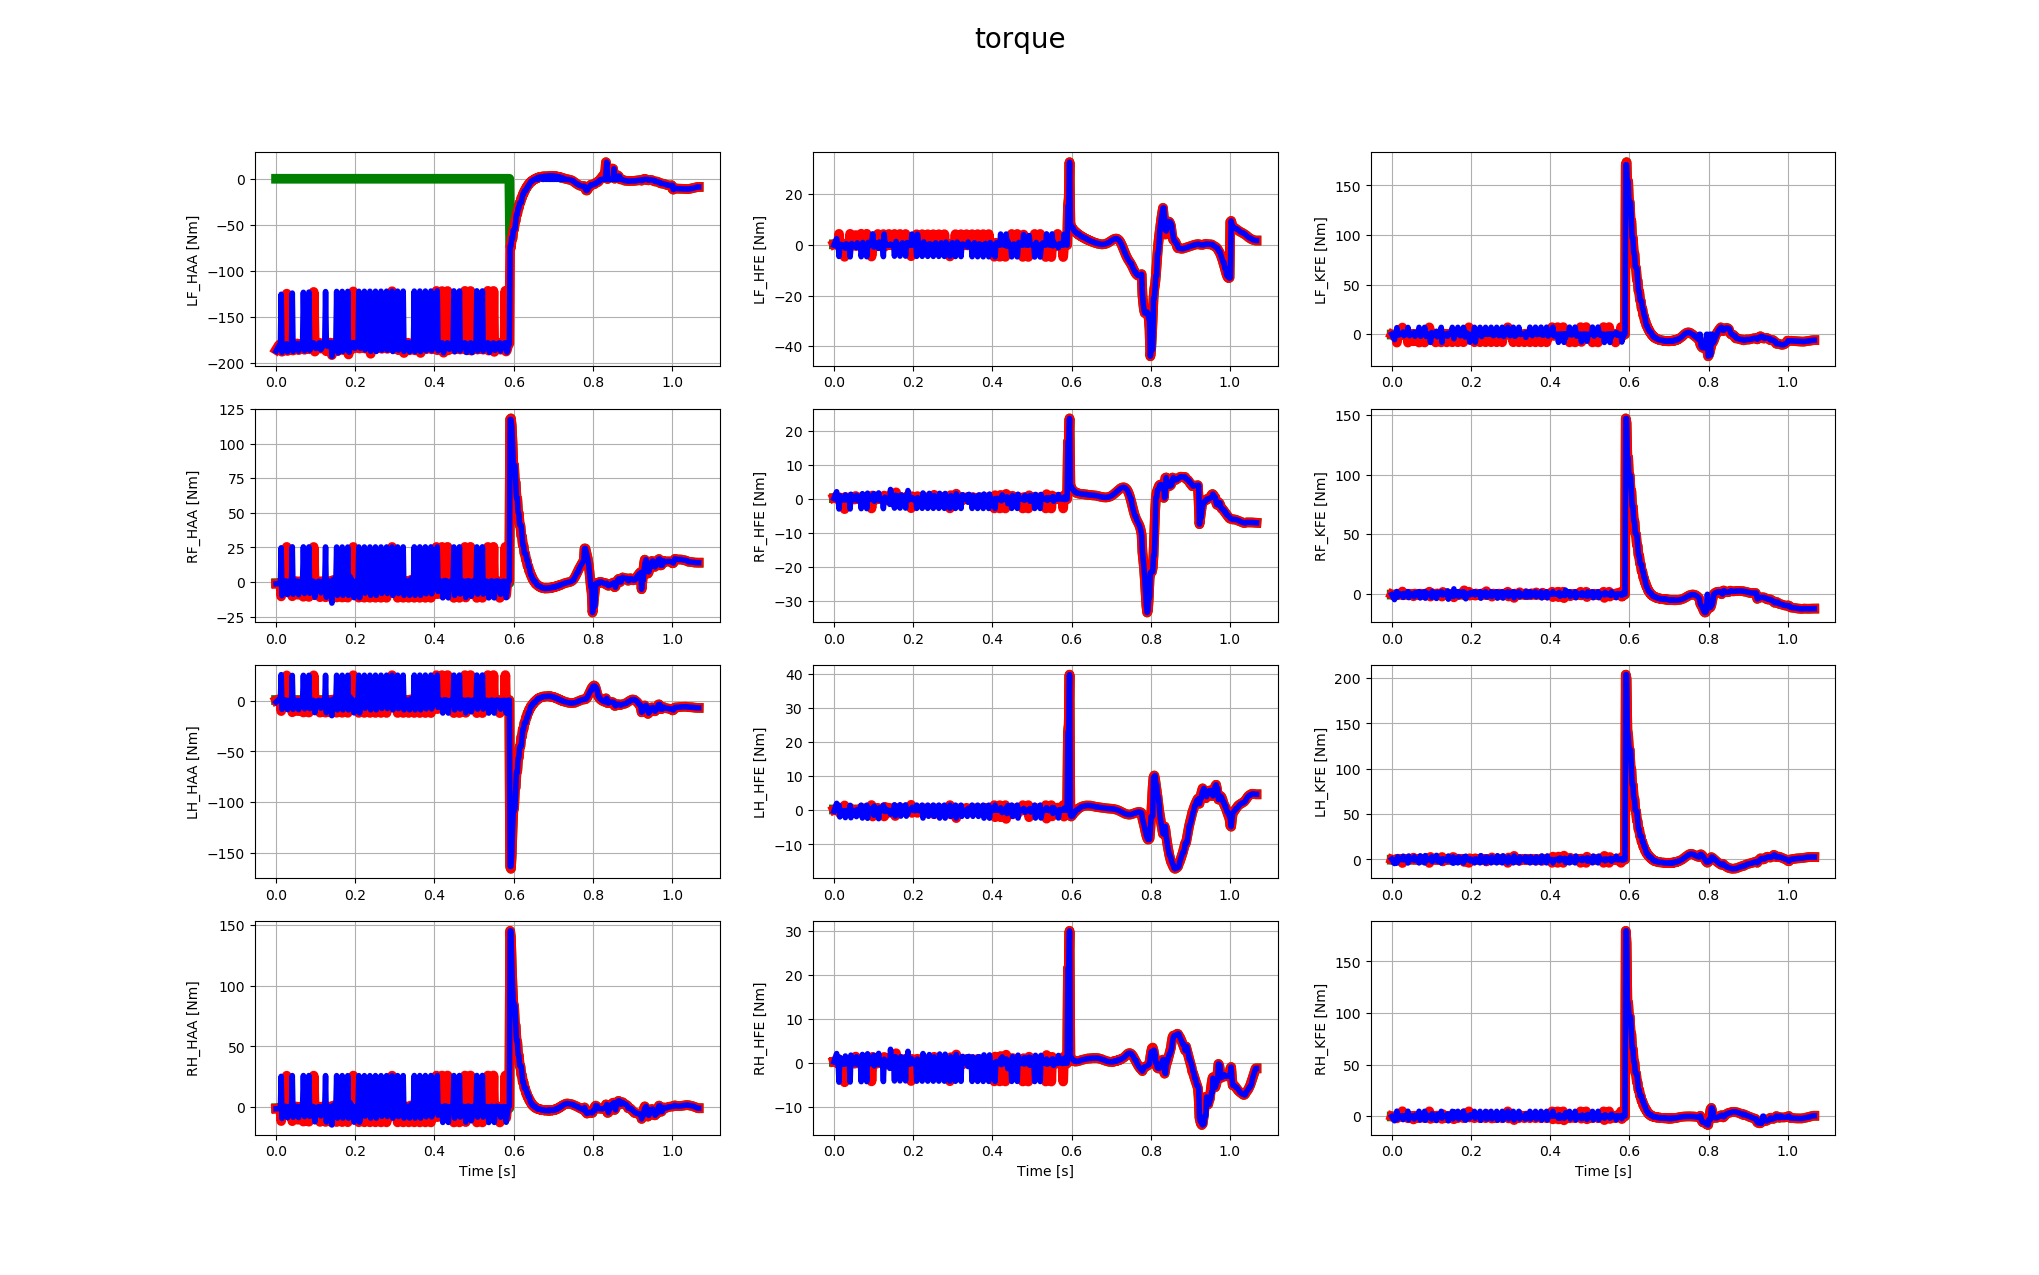 torque
LF_HAA [Nm]
0
−50
−100
−150
−200
0.0 0.2 0.4 0.6 0.8 1.0
LF_HFE [Nm]
20
0
−20
−40
0.0 0.2 0.4 0.6 0.8 1.0
LF_KFE [Nm]
150
100
50
0
0.0 0.2 0.4 0.6 0.8 1.0
RF_HAA [Nm]
125
100
75
50
25
0
−25
0.0 0.2 0.4 0.6 0.8 1.0
RF_HFE [Nm]
20
10
0
−10
−20
−30
0.0 0.2 0.4 0.6 0.8 1.0
RF_KFE [Nm]
150
100
50
0
0.0 0.2 0.4 0.6 0.8 1.0
LH_HAA [Nm]
0
−50
−100
−150
0.0 0.2 0.4 0.6 0.8 1.0
LH_HFE [Nm]
40
30
20
10
0
−10
0.0 0.2 0.4 0.6 0.8 1.0
LH_KFE [Nm]
200
150
100
50
0
0.0 0.2 0.4 0.6 0.8 1.0
RH_HAA [Nm]
150
100
50
0
0.0 0.2 0.4 0.6 0.8 1.0
Time [s]
RH_HFE [Nm]
30
20
10
0
−10
0.0 0.2 0.4 0.6 0.8 1.0
Time [s]
RH_KFE [Nm]
150
100
50
0
0.0 0.2 0.4 0.6 0.8 1.0
Time [s]